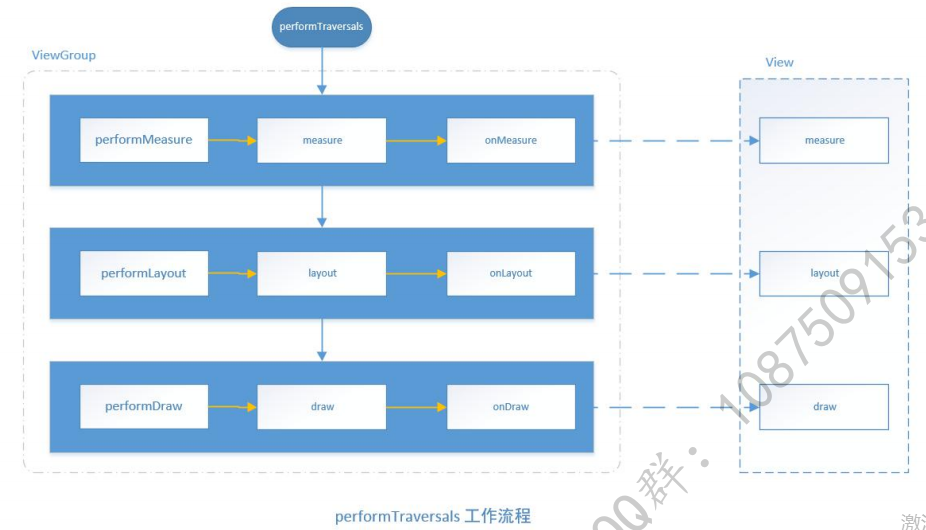 performTraversals
ViewGroup
View
performMeasure
measure
onMeasure
measure
performLayout
layout
onLayout
layout
performDraw
draw
onDraw
draw
performTraversals 工作流程
QQ群：1087509153